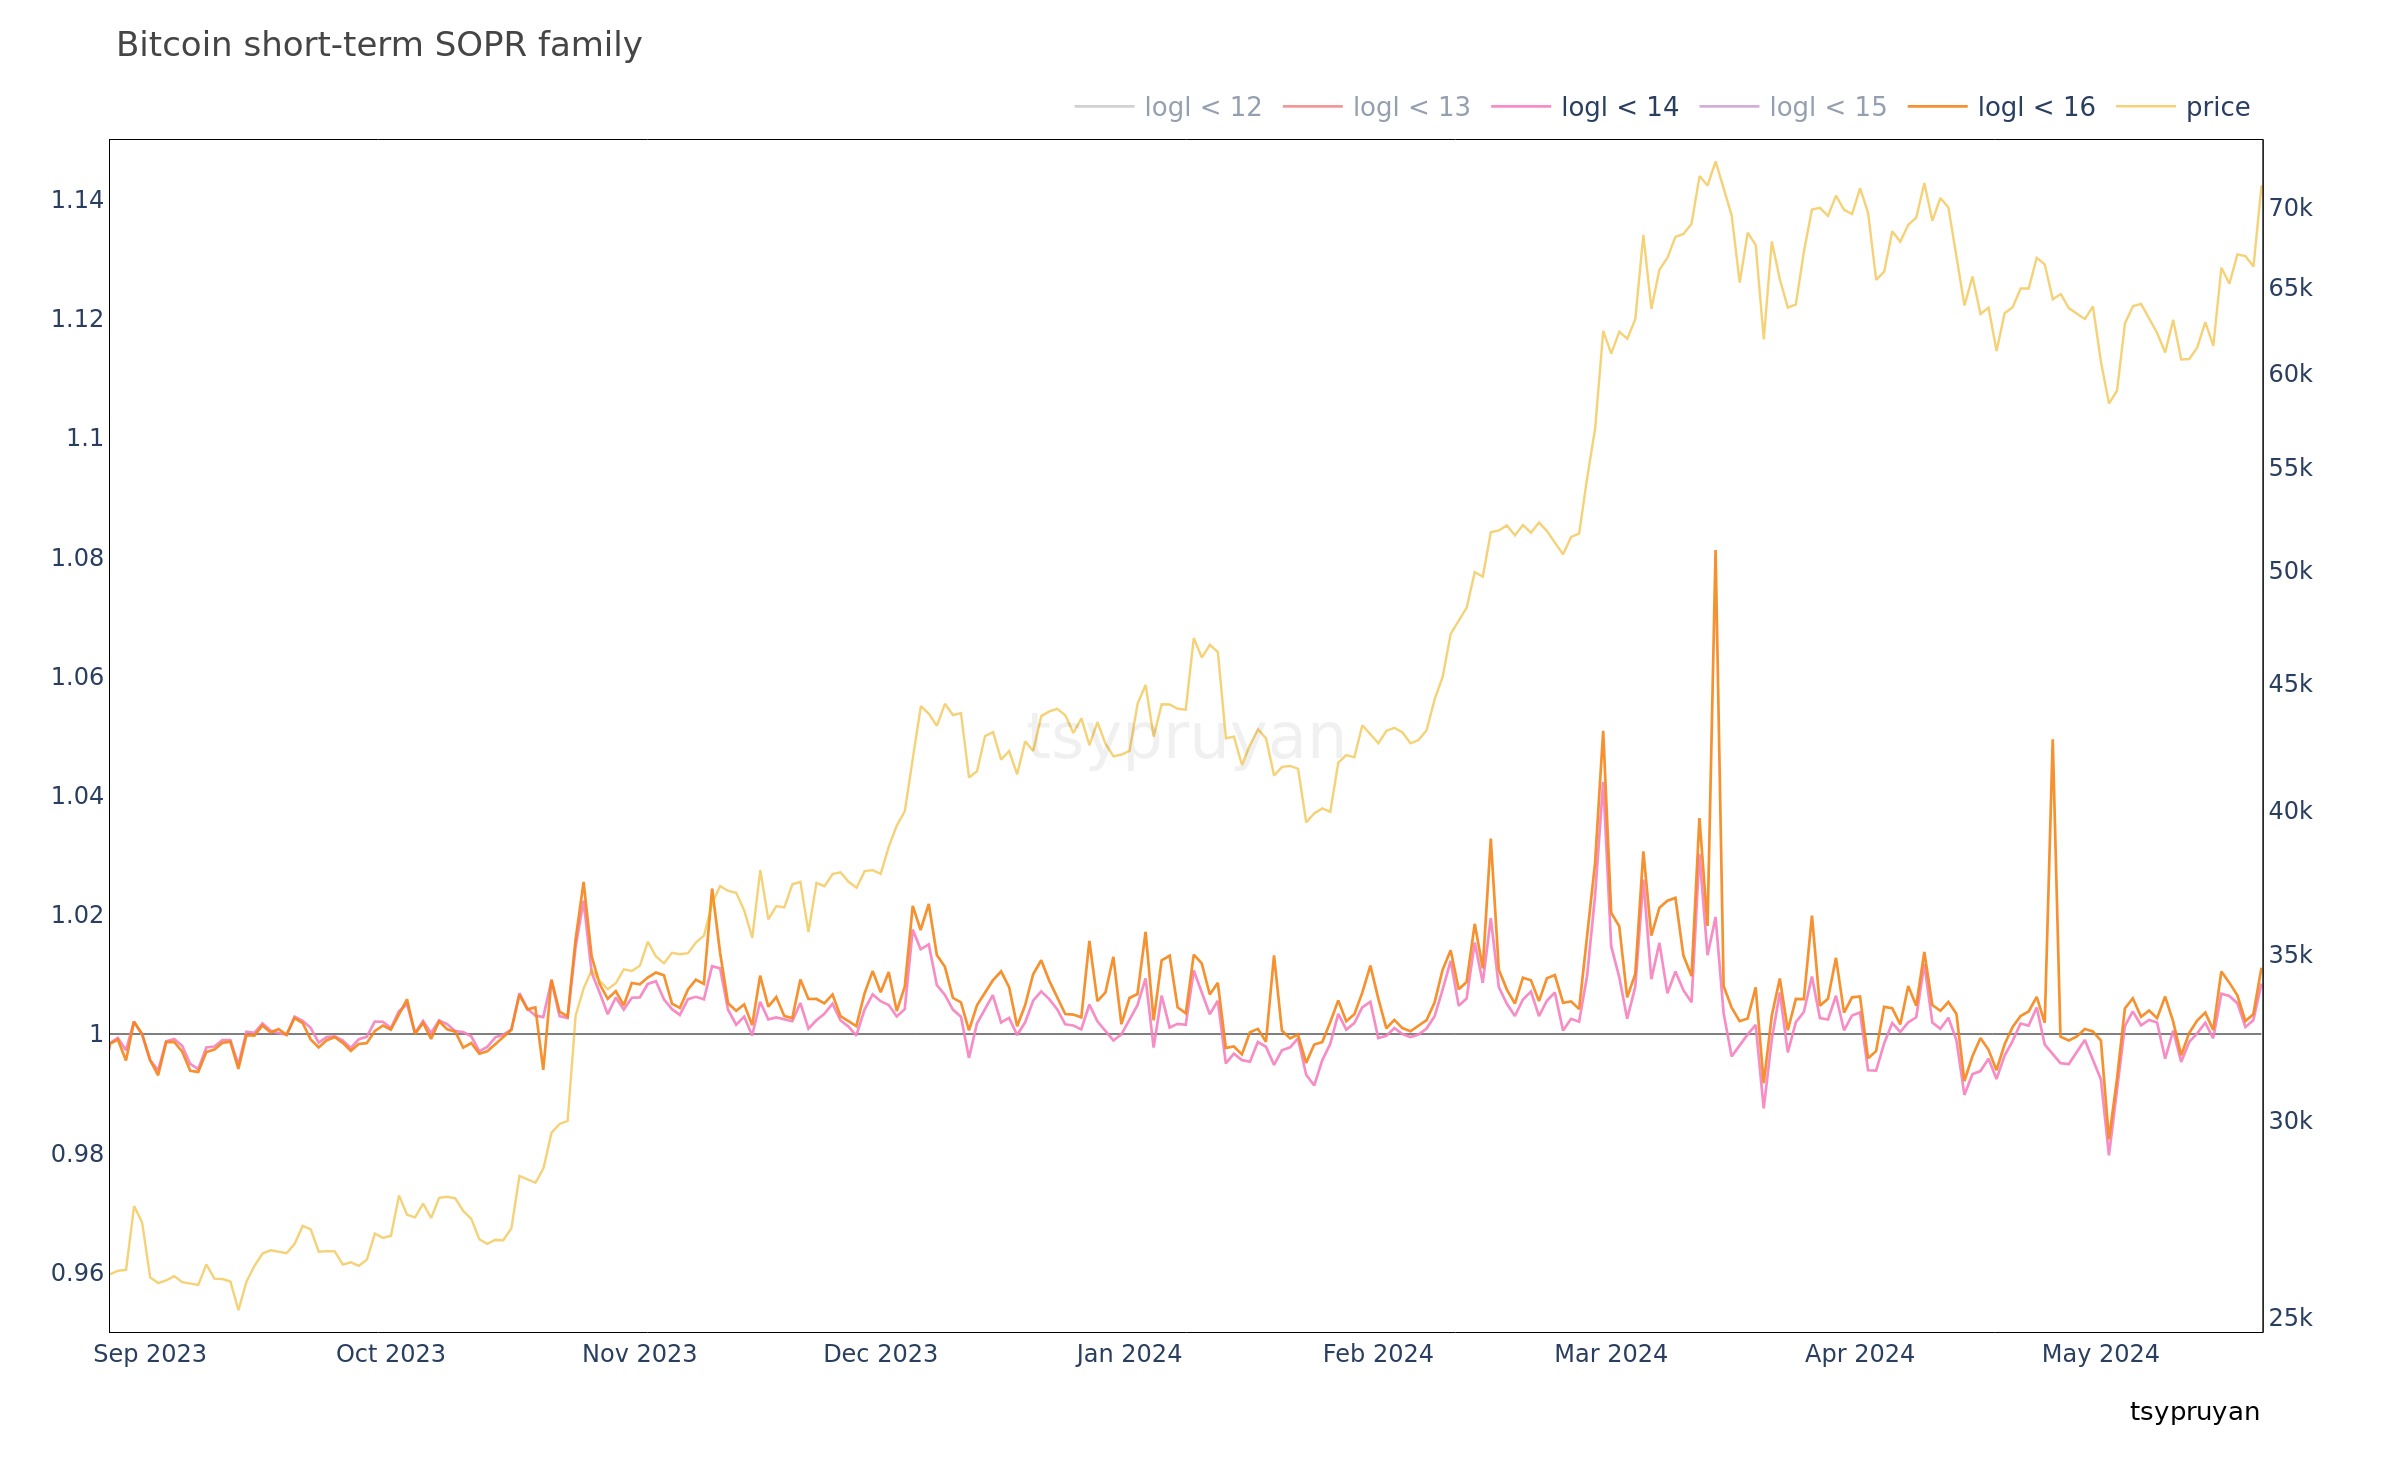 Bitcoin short-term SOPR family
logl < 12 logl < 13 logl < 14 logl < 15 logl < 16 price
1.14
1.12
1.1
1.08
1.06
1.04
1.02
1
0.98
0.96
70k
65k
60k
55k
50k
45k
40k
35k
30k
25k
tsypruyan
Sep 2023 Oct 2023 Nov 2023 Dec 2023 Jan 2024 Feb 2024 Mar 2024 Apr 2024 May 2024
tsypruyan